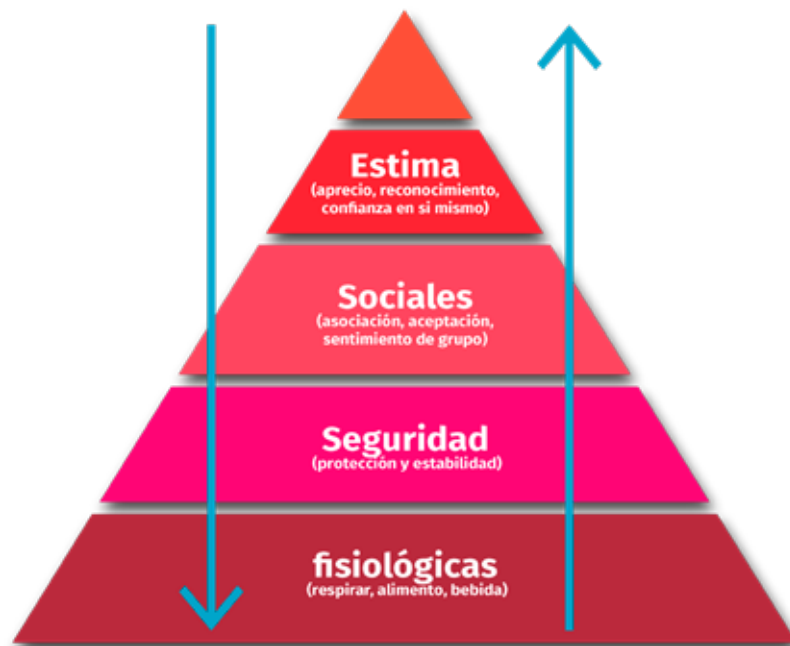 Estima
(aprecio, reconocimiento,
confianza en si mismo)
Sociales
(asociación, aceptación,
sentimiento de grupo)
Seguridad
(protección y estabilidad)
fisiológicas
(respirar, alimento, bebida)